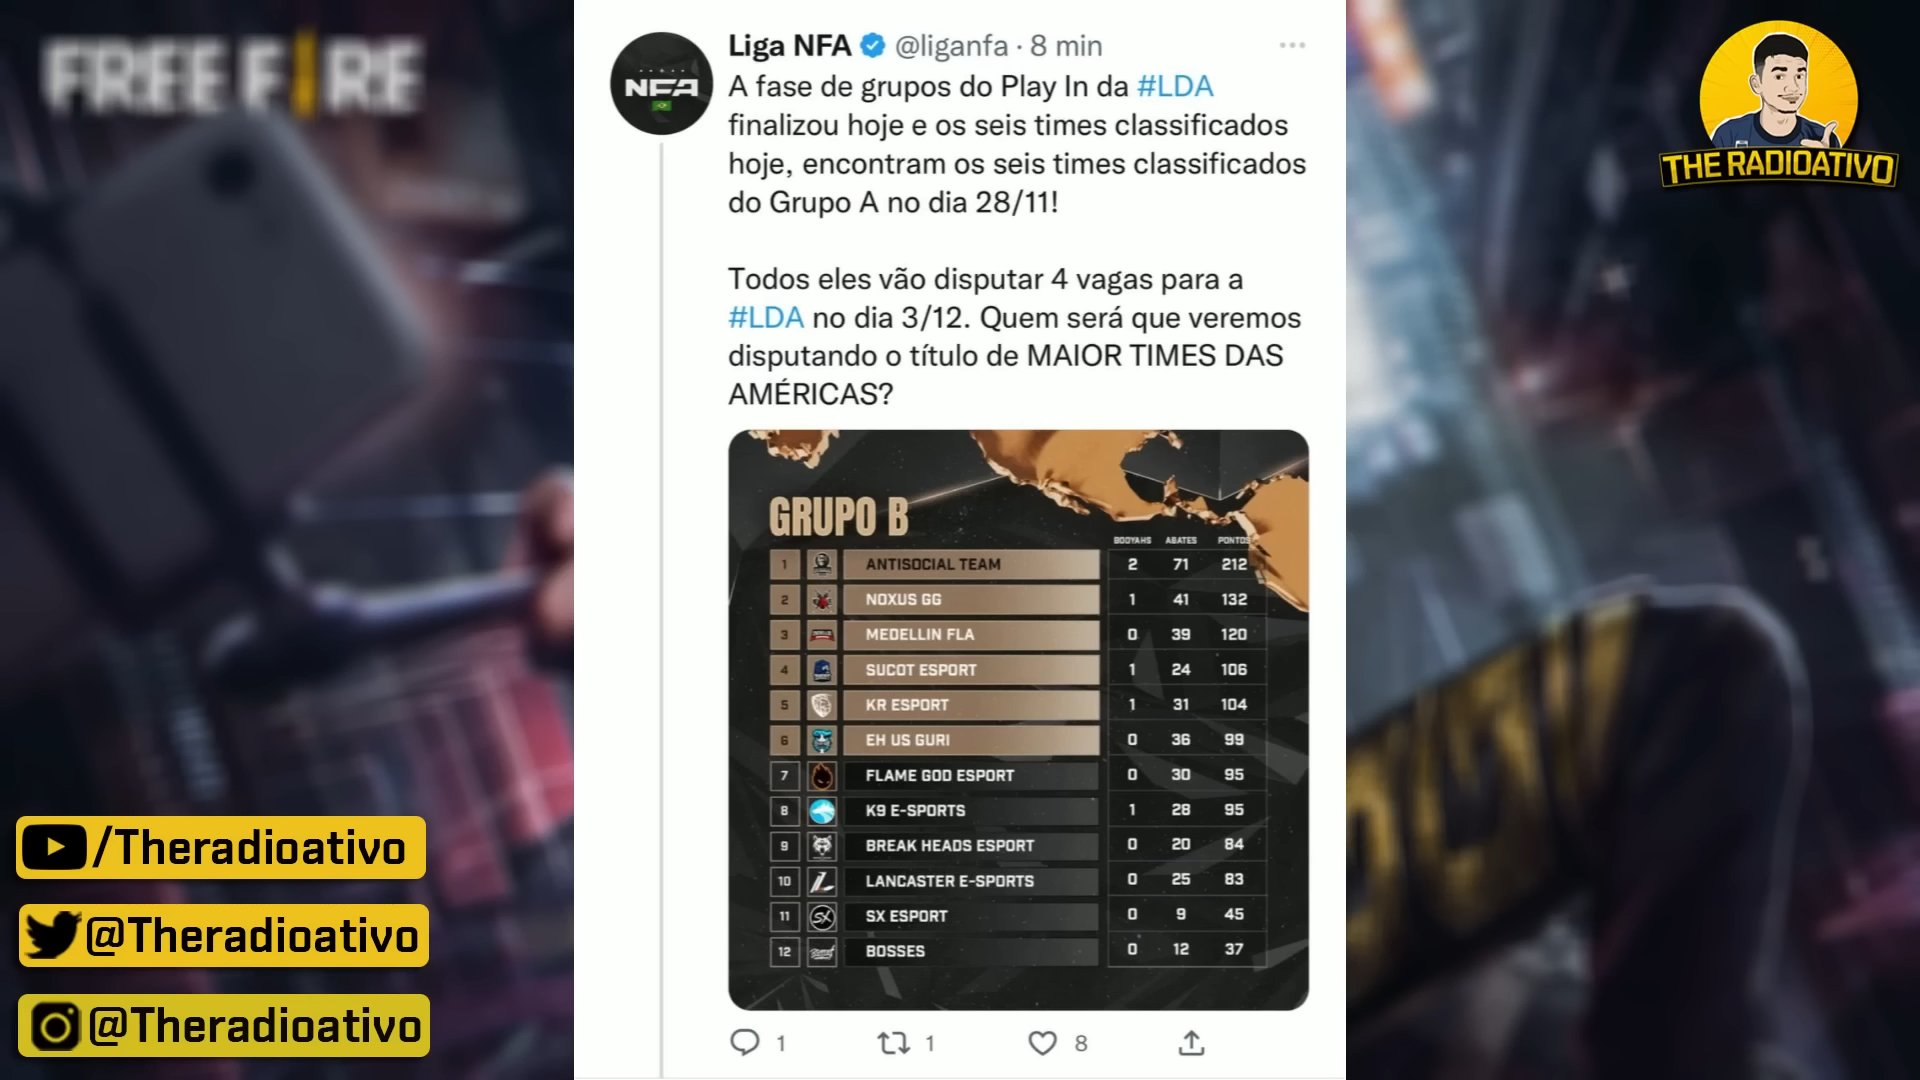 FREE FIRE
THE RADIOATIVO
NFA
Liga NFA @liganfa · 8 min
A fase de grupos do Play In da #LDA
finalizou hoje e os seis times classificados
hoje, encontram os seis times classificados
do Grupo A no dia 28/11!
Todos eles vão disputar 4 vagas para a
#LDA no dia 3/12. Quem será que veremos
disputando o título de MAIOR TIMES DAS
AMÉRICAS?
GRUPO B
BOOYAHS ABATES PONTOS
1 ANTISOCIAL TEAM 2 71 212
2 NOXUS GG 1 41 132
3 MEDELLIN FLA 0 39 120
4 SUCOT ESPORT 1 24 106
5 KR ESPORT 1 31 104
6 EH US GURI 0 36 99
7 FLAME GOD ESPORT 0 30 95
8 K9 E-SPORTS 1 28 95
9 BREAK HEADS ESPORT 0 20 84
10 LANCASTER E-SPORTS 0 25 83
11 SX SX ESPORT 0 9 45
12 BOSSES 0 12 37
1 1 8
/Theradioativo
@Theradioativo
@Theradioativo